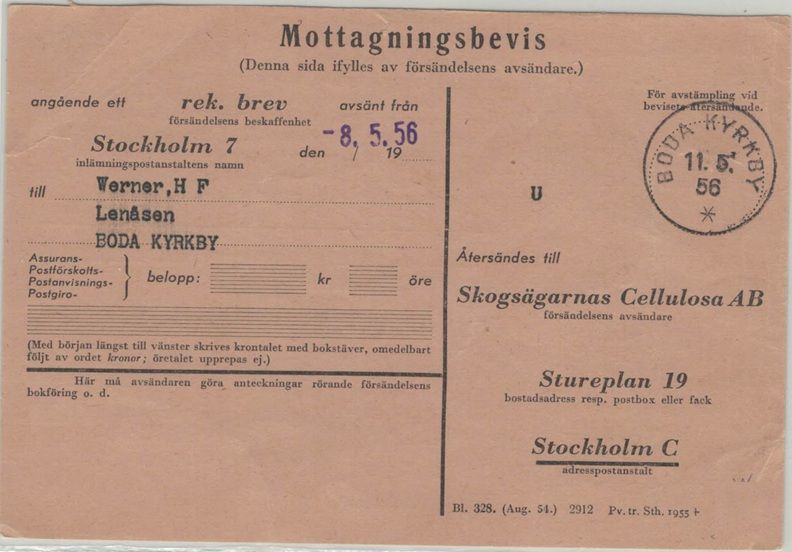 Mottagningsbevis
(Denna sida ifylles av försändelsens avsändare.)
angående ett rek. brev avsänt från
försändelsens beskaffenhet
Stockholm 7 den -8. 5. 56 / 19
inlämningspostanstaltens namn
till Werner, H F
Lenåsen
BODA KYRKBY
Assurans-
Postförskotts-
Postanvisnings-
Postgiro-
belopp: kr öre
(Med början längst till vänster skrives krontalet med bokstäver, omedelbart
följt av ordet kronor; öretalet upprepas ej.)
Här må avsändaren göra anteckningar rörande försändelsens
bokföring o. d.
För avstämpling vid
bevisets återsändande.
BODA KYRKBY
11. 5.
56
U
Återsändes till
Skogsägarnas Cellulosa AB
försändelsens avsändare
Stureplan 19
bostadsadress resp. postbox eller fack
Stockholm C
adresspostanstalt
Bl. 328. (Aug. 54.) 2912 Pv. tr. Sth. 1955 +